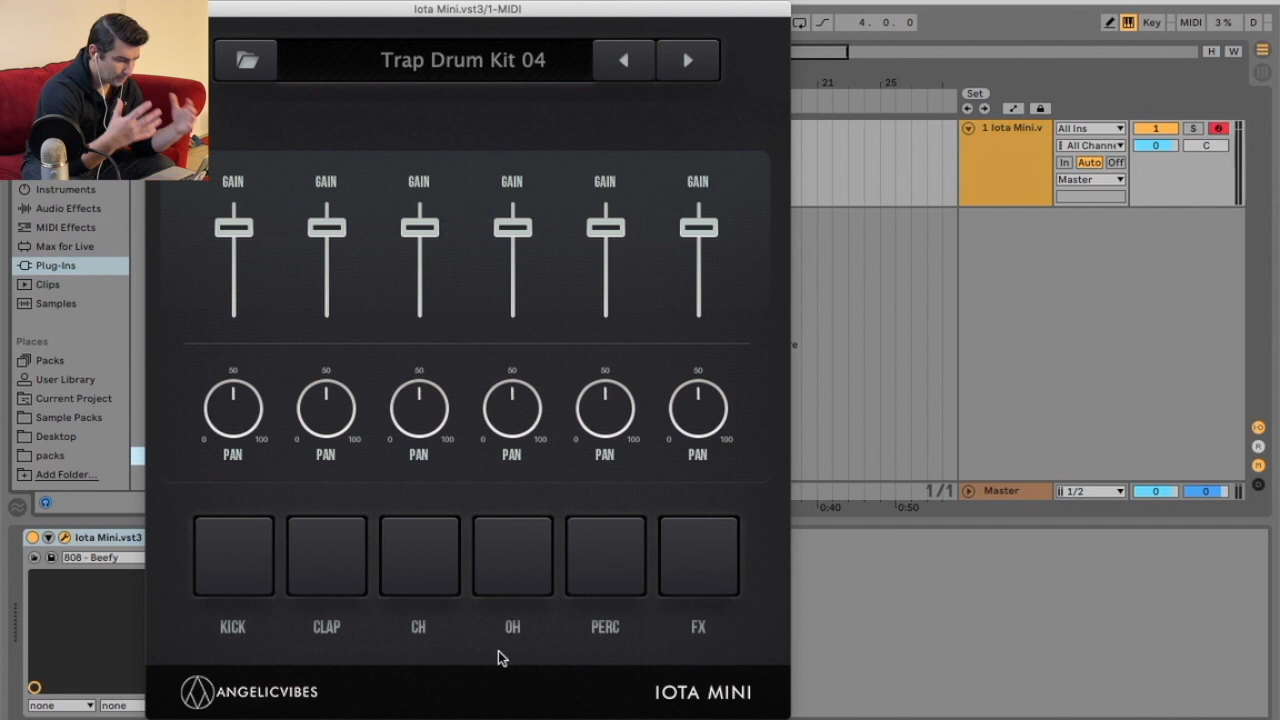 Iota Mini.vst3/1-MIDI
4. 0. 0
Key
MIDI
3 %
D
Trap Drum Kit 04
H
W
21
25
Set
1 Iota Mini.v
All Ins
1
S
All Channe
0
C
In
Auto
Off
Master
GAIN
GAIN
GAIN
GAIN
GAIN
GAIN
Instruments
Audio Effects
MIDI Effects
Max for Live
Plug-Ins
Clips
Samples
Places
Packs
User Library
Current Project
Sample Packs
Desktop
packs
Add Folder...
50
50
50
50
50
50
0
100
0
100
0
100
0
100
0
100
0
100
PAN
PAN
PAN
PAN
PAN
PAN
1/1
Master
1/2
0
0
0:40
0:50
Iota Mini.vst3
808 - Beefy
KICK
CLAP
CH
OH
PERC
FX
ANGELICVIBES
IOTA MINI
none
none